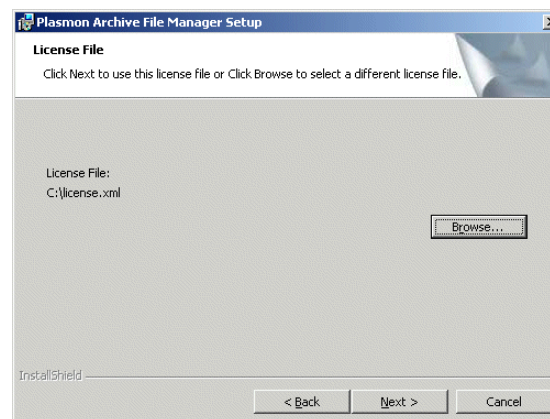 Plasmon Archive File Manager Setup
License File
Click Next to use this license file or Click Browse to select a different license file.
License File:
C:\license.xml
Browse...
InstallShield
< Back
Next >
Cancel